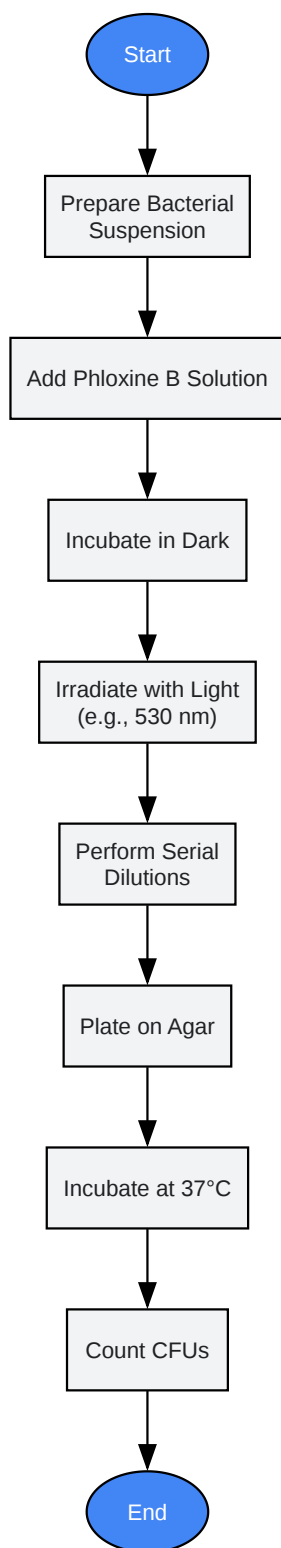 Start
Prepare Bacterial
Suspension
Add Phloxine B Solution
Incubate in Dark
Irradiate with Light
(e.g., 530 nm)
Perform Serial
Dilutions
Plate on Agar
Incubate at 37°C
Count CFUs
End